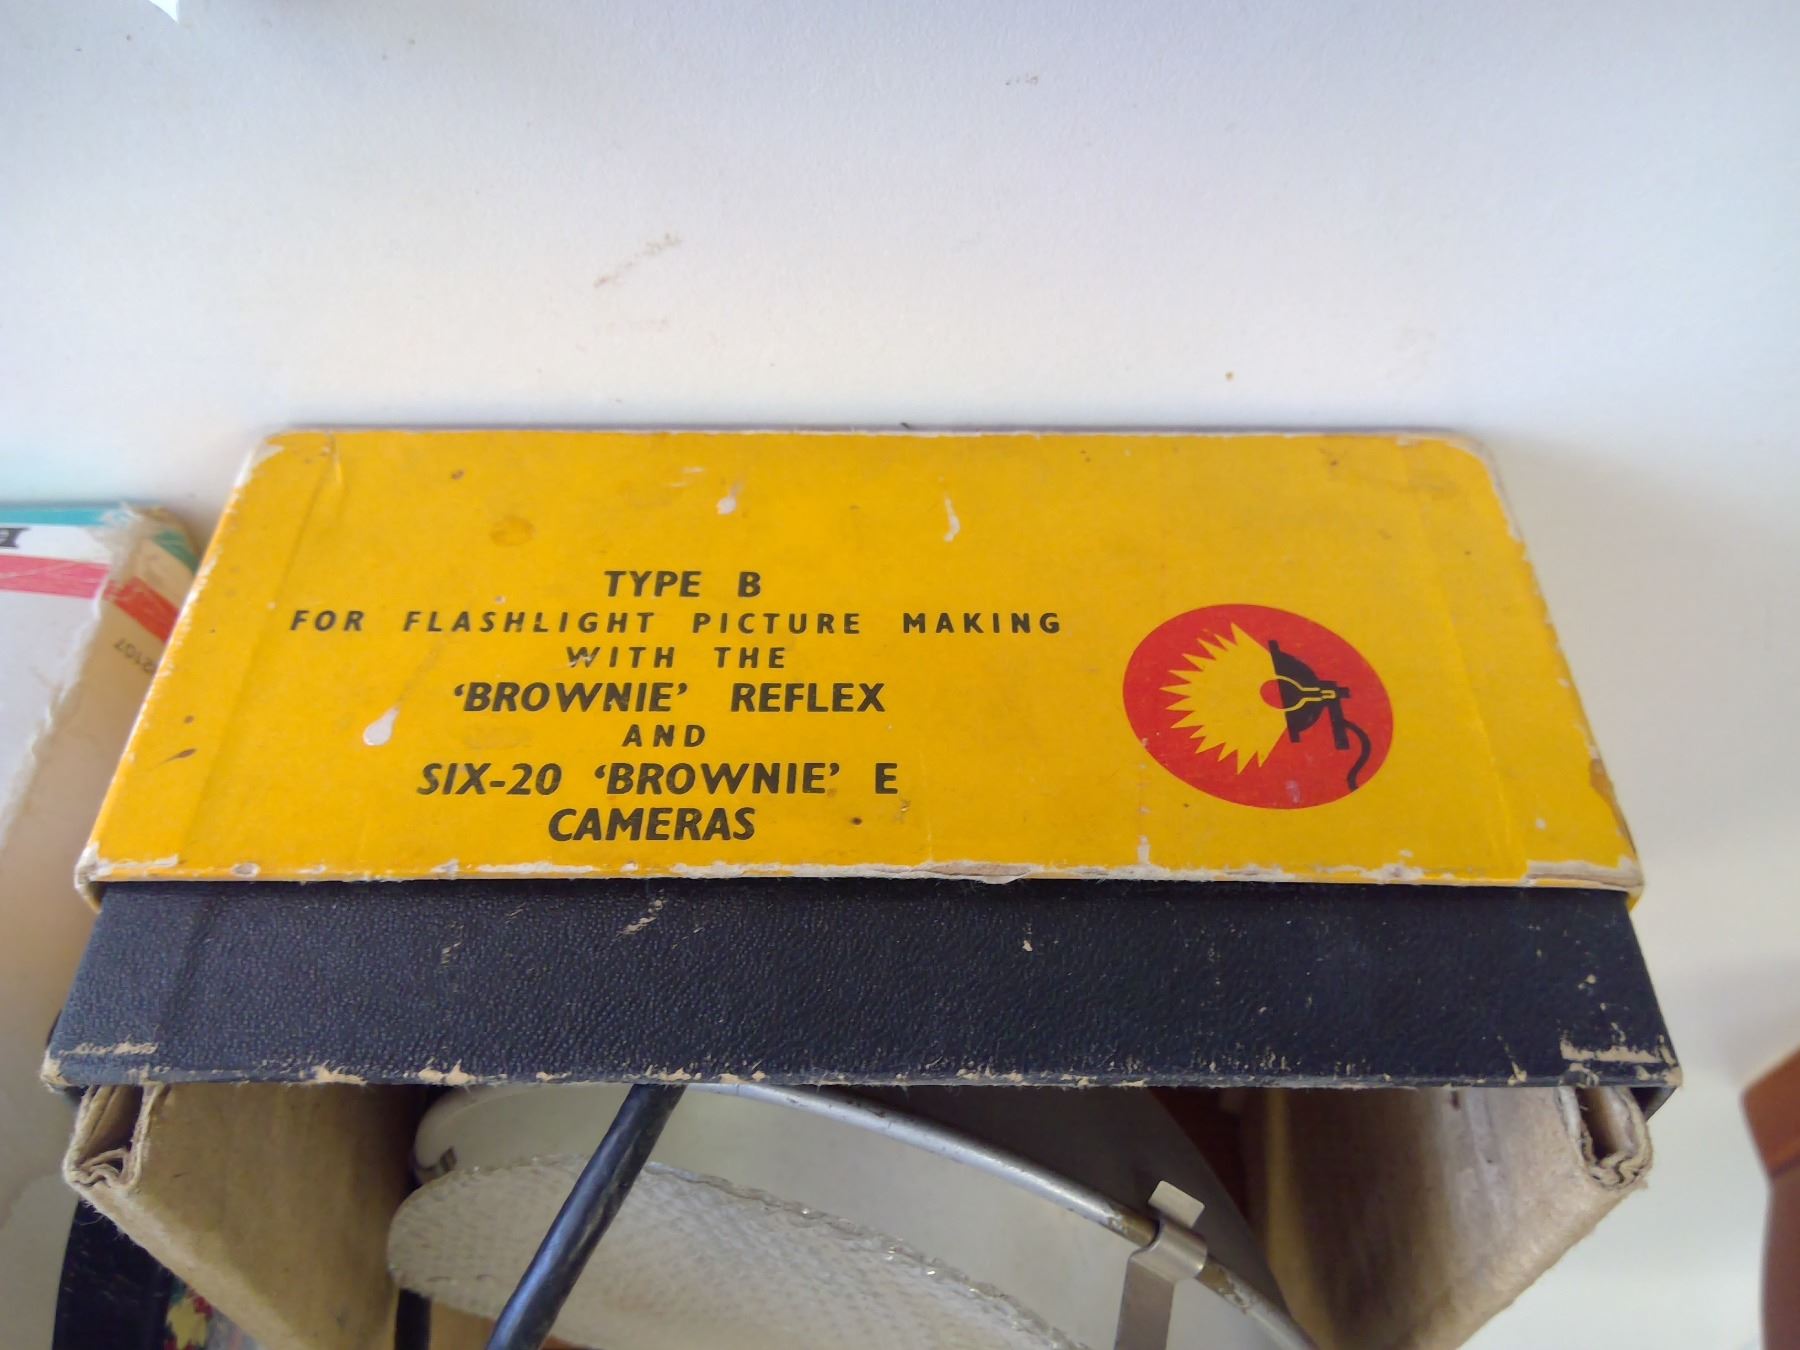 TYPE B
FOR FLASHLIGHT PICTURE MAKING
WITH THE
‘BROWNIE’ REFLEX
AND
SIX-20 ‘BROWNIE’ E
CAMERAS